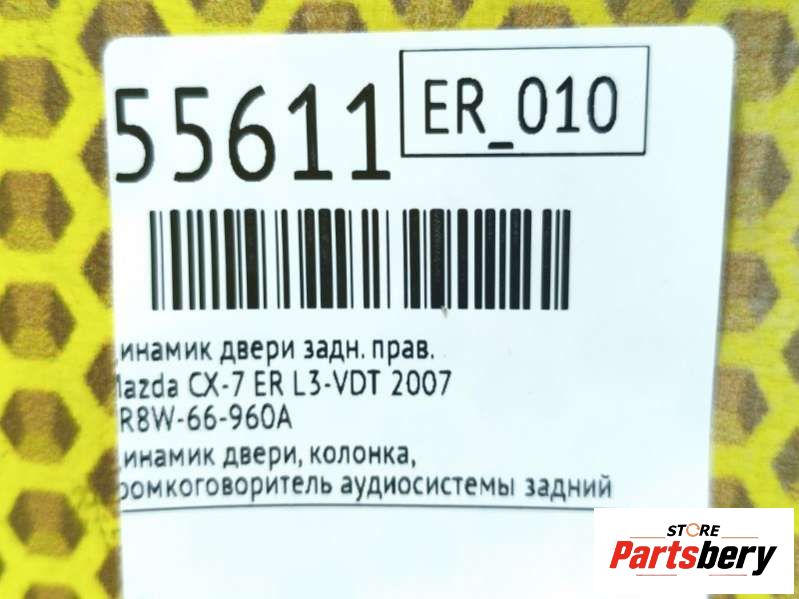 55611
ER_010
инамик двери задн. прав.
Mazda CX-7 ER L3-VDT 2007
R8W-66-960A
инамик двери, колонка,
ромкоговоритель аудиосистемы задний
STORE
Partsbery